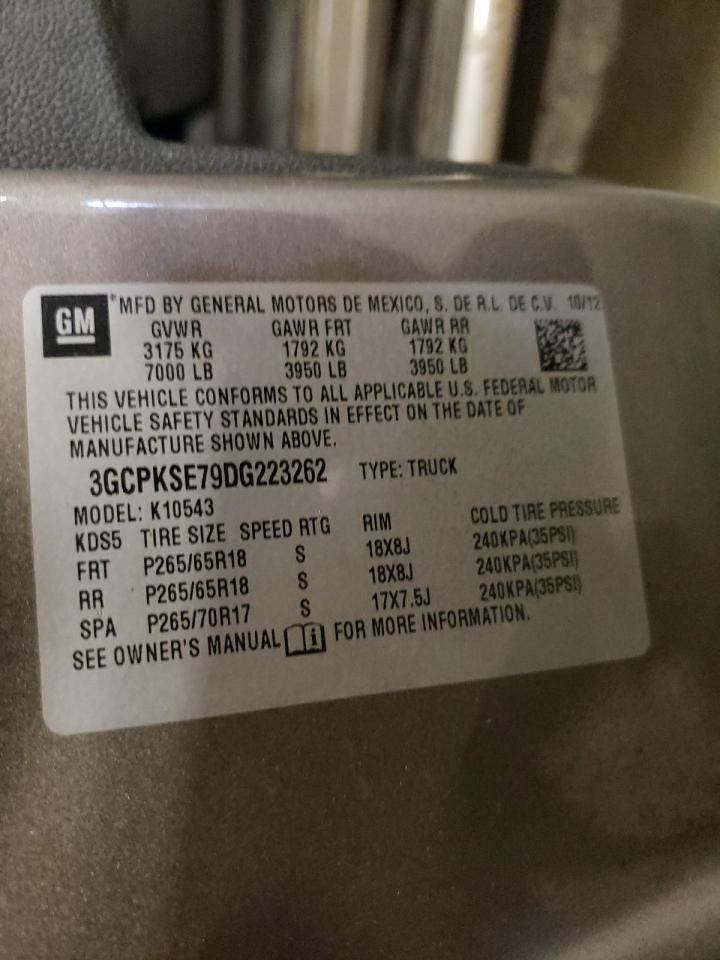 GM
*MFD BY GENERAL MOTORS DE MEXICO, S. DE R.L. DE C.V. 10/12
GVWR GAWR FRT GAWR RR
3175 KG 1792 KG 1792 KG
7000 LB 3950 LB 3950 LB
THIS VEHICLE CONFORMS TO ALL APPLICABLE U.S. FEDERAL MOTOR
VEHICLE SAFETY STANDARDS IN EFFECT ON THE DATE OF
MANUFACTURE SHOWN ABOVE.
3GCPKSE79DG223262 TYPE: TRUCK
MODEL: K10543
KDS5 TIRE SIZE SPEED RTG RIM COLD TIRE PRESSURE
FRT P265/65R18 S 18X8J 240KPA(35PSI)
RR P265/65R18 S 18X8J 240KPA(35PSI)
SPA P265/70R17 S 17X7.5J 240KPA(35PSI)
SEE OWNER'S MANUAL FOR MORE INFORMATION.